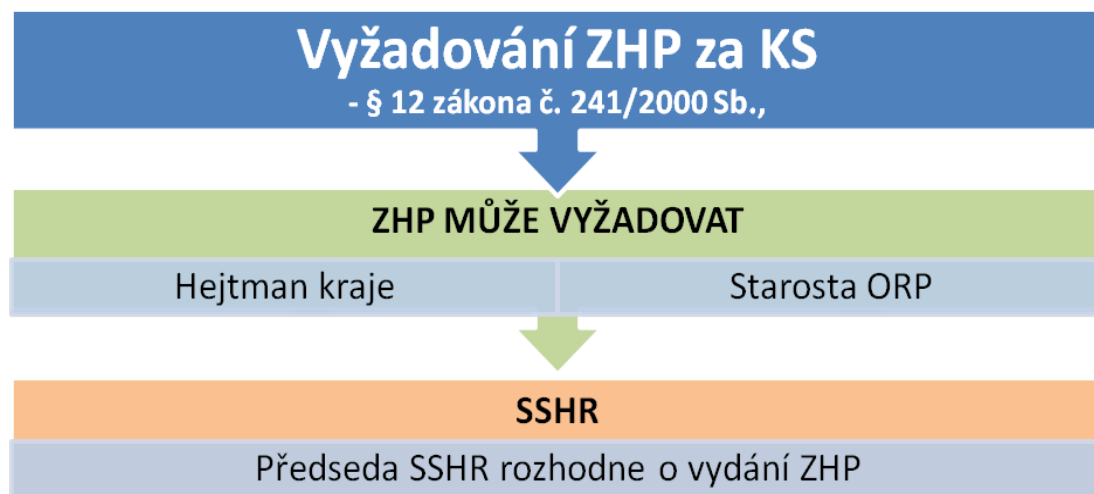 Vyžadování ZHP za KS
- § 12 zákona č. 241/2000 Sb.,
ZHP MŮŽE VYŽADOVAT
Hejtman kraje
Starosta ORP
SSHR
Předseda SSHR rozhodne o vydání ZHP